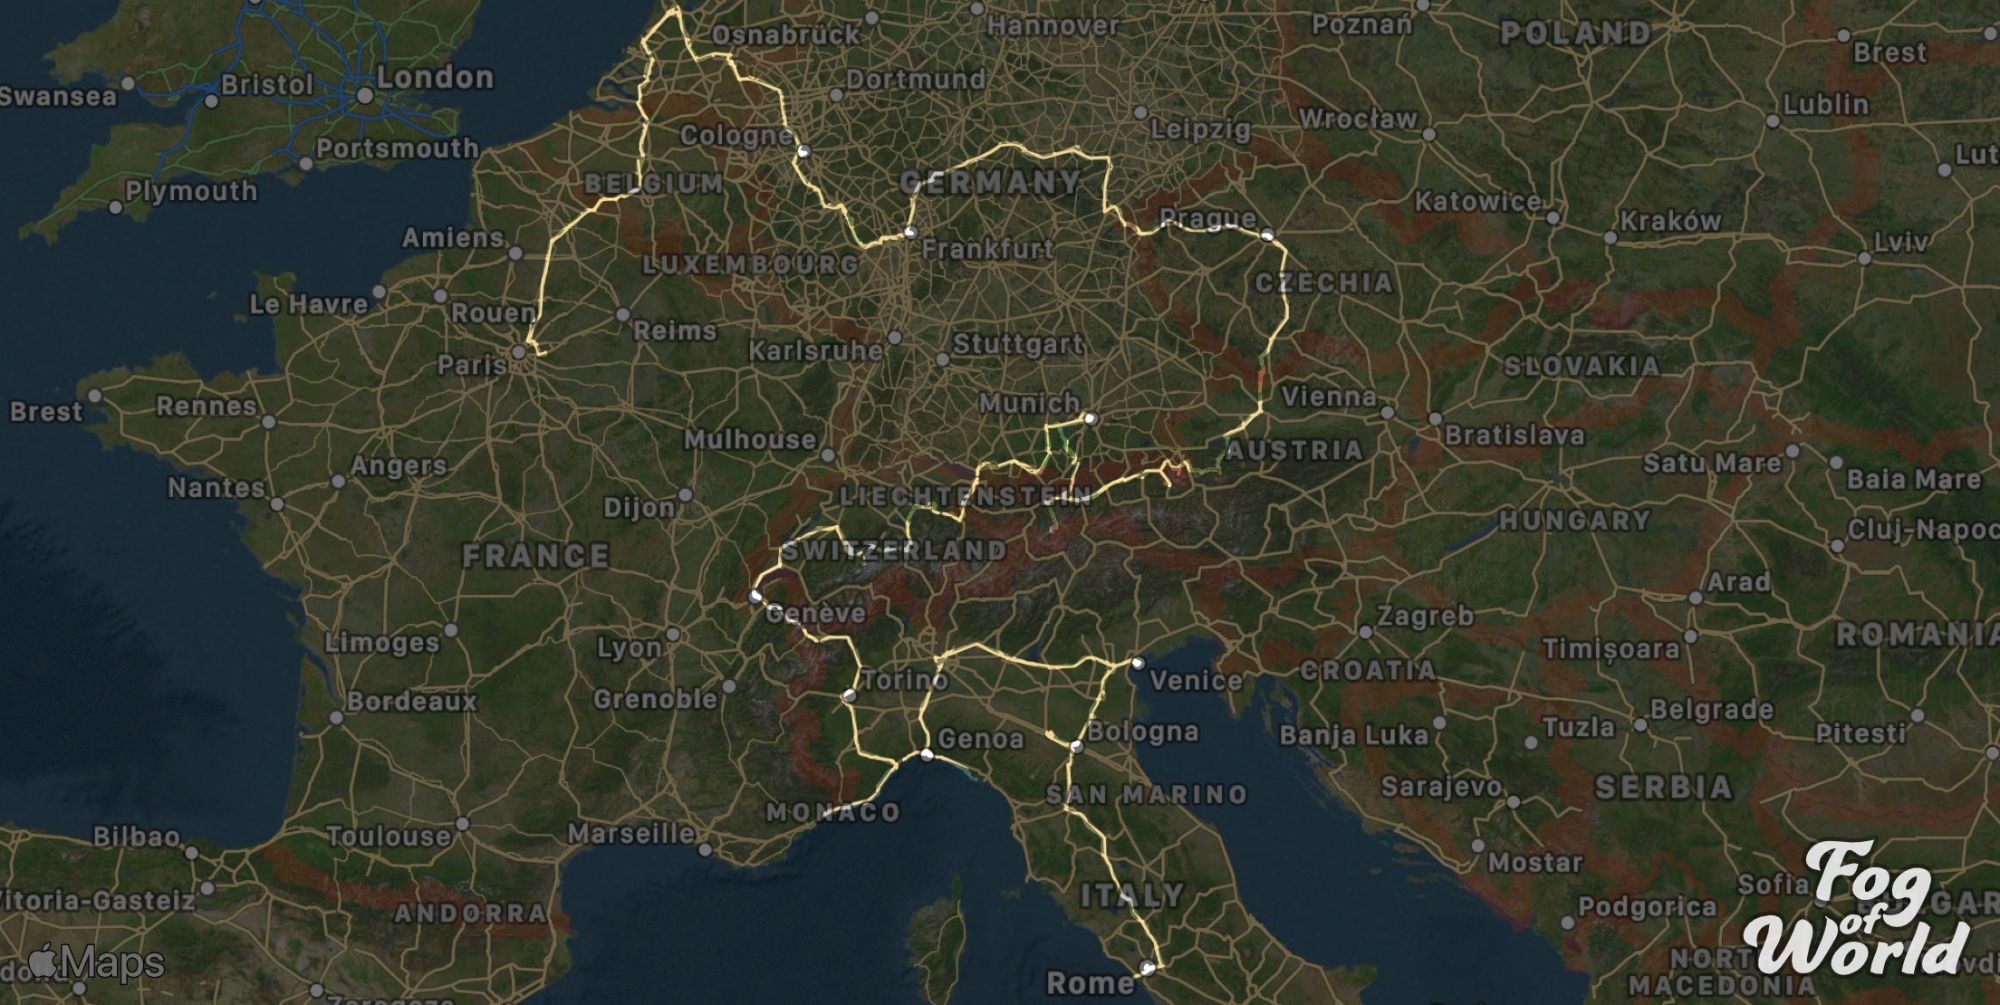 Osnabrück
Hannover
Poznań
POLAND
Brest
Swansea
Bristol
London
Dortmund
Lublin
Portsmouth
Cologne
Leipzig
Wrocław
Lut
Plymouth
BELGIUM
GERMANY
Katowice
Kraków
Amiens
Prague
Lviv
LUXEMBOURG
Frankfurt
CZECHIA
Le Havre
Rouen
Reims
Paris
Karlsruhe
Stuttgart
SLOVAKIA
Brest
Rennes
Munich
Vienna
Bratislava
Mulhouse
AUSTRIA
Angers
Satu Mare
Baia Mare
Nantes
Dijon
LIECHTENSTEIN
HUNGARY
Cluj-Napoc
FRANCE
SWITZERLAND
Arad
Genève
Zagreb
Limoges
Lyon
Timișoara
ROMANIA
Torino
Venice
CROATIA
Bordeaux
Grenoble
Belgrade
Genoa
Bologna
Banja Luka
Tuzla
Pitesti
MONACO
SAN MARINO
Sarajevo
SERBIA
Bilbao
Toulouse
Marseille
Mostar
Vitoria-Gasteiz
ANDORRA
ITALY
Sofia
Podgorica
Fog
of
World
Maps
Rome
NORT
MACEDONIA